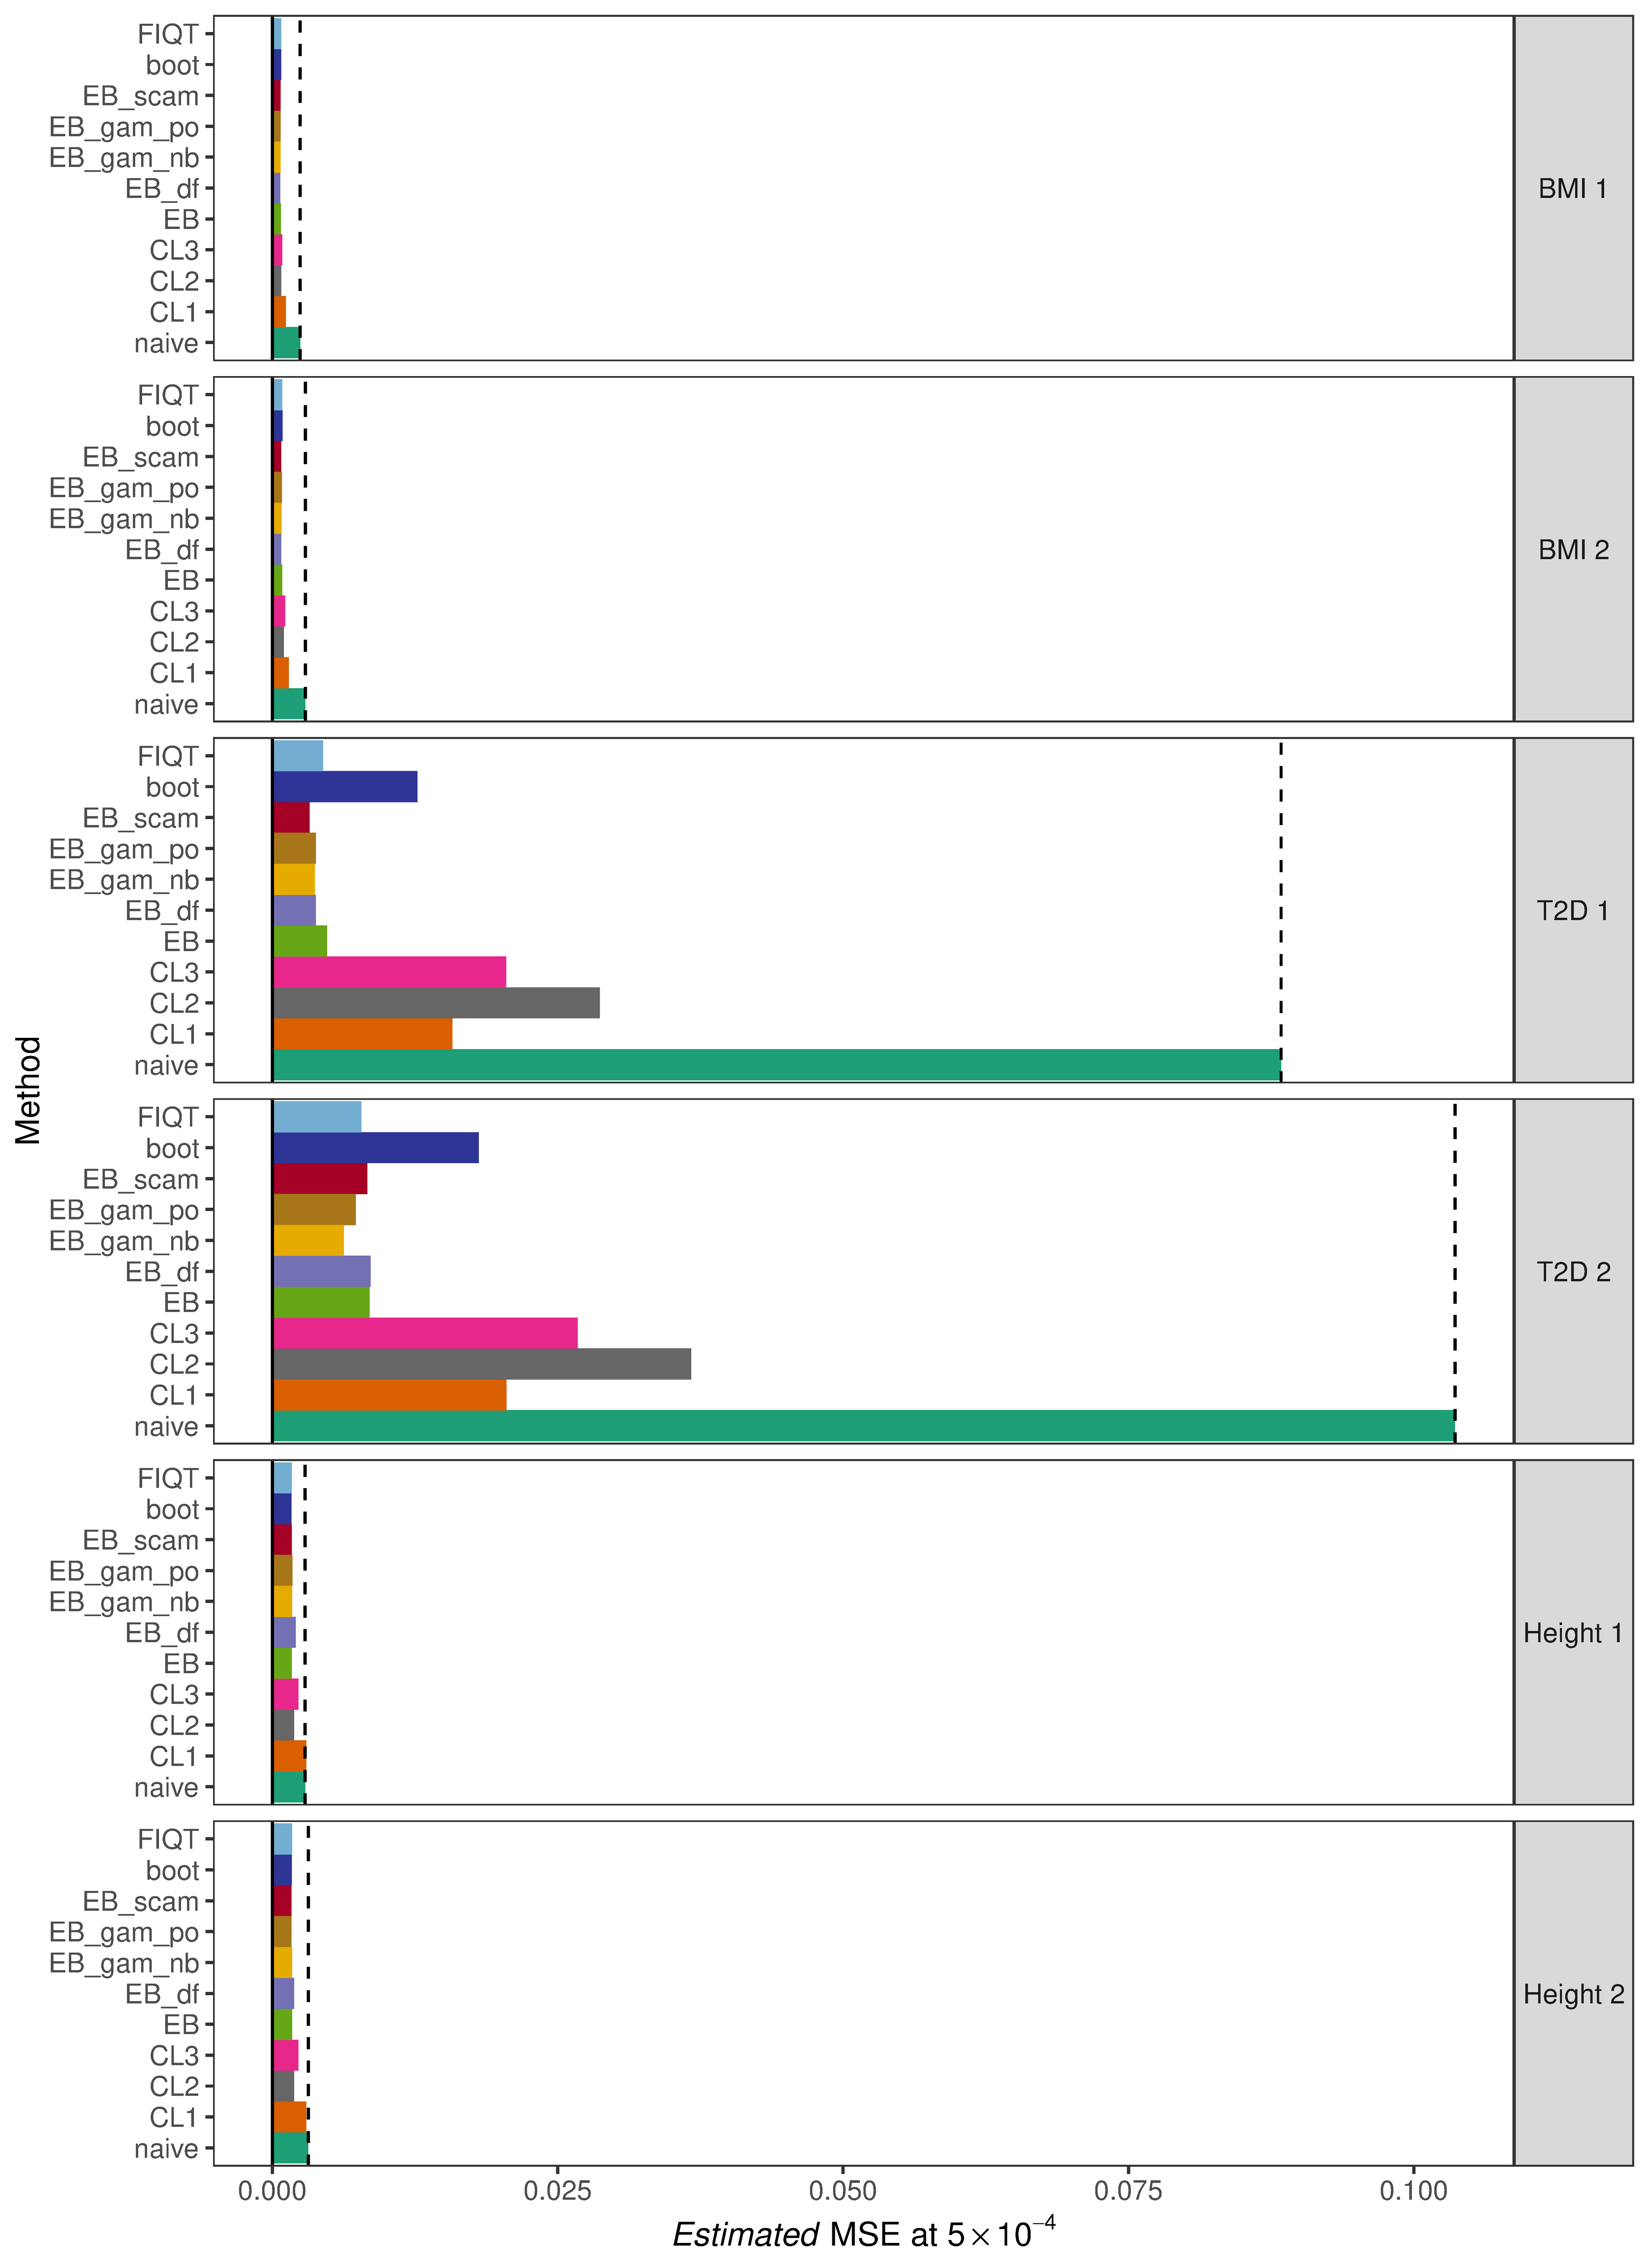 FIQT
boot
EB_scam
EB_gam_po
EB_gam_nb
EB_df
EB
CL3
CL2
CL1
naive
BMI 1
FIQT
boot
EB_scam
EB_gam_po
EB_gam_nb
EB_df
EB
CL3
CL2
CL1
naive
BMI 2
FIQT
boot
EB_scam
EB_gam_po
EB_gam_nb
EB_df
EB
CL3
CL2
CL1
naive
T2D 1
Method
FIQT
boot
EB_scam
EB_gam_po
EB_gam_nb
EB_df
EB
CL3
CL2
CL1
naive
T2D 2
FIQT
boot
EB_scam
EB_gam_po
EB_gam_nb
EB_df
EB
CL3
CL2
CL1
naive
Height 1
FIQT
boot
EB_scam
EB_gam_po
EB_gam_nb
EB_df
EB
CL3
CL2
CL1
naive
Height 2
0.000 0.025 0.050 0.075 0.100
Estimated MSE at 5×10⁻⁴